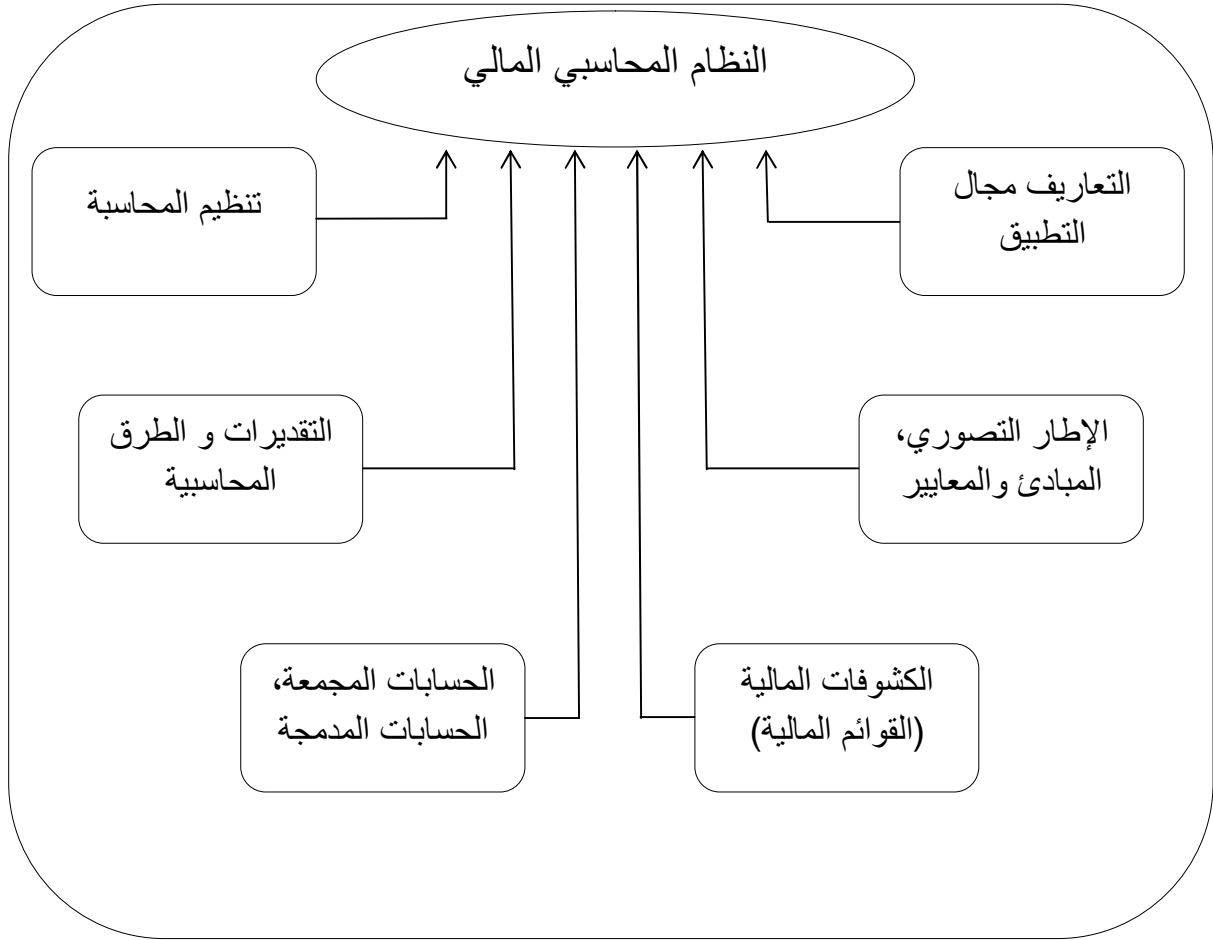 النظام المحاسبي المالي
التعاريف مجال
التطبيق
تنظيم المحاسبة
الإطار التصوري،
المبادئ والمعايير
التقديرات و الطرق
المحاسبية
الكشوفات المالية
(القوائم المالية)
الحسابات المجمعة،
الحسابات المدمجة